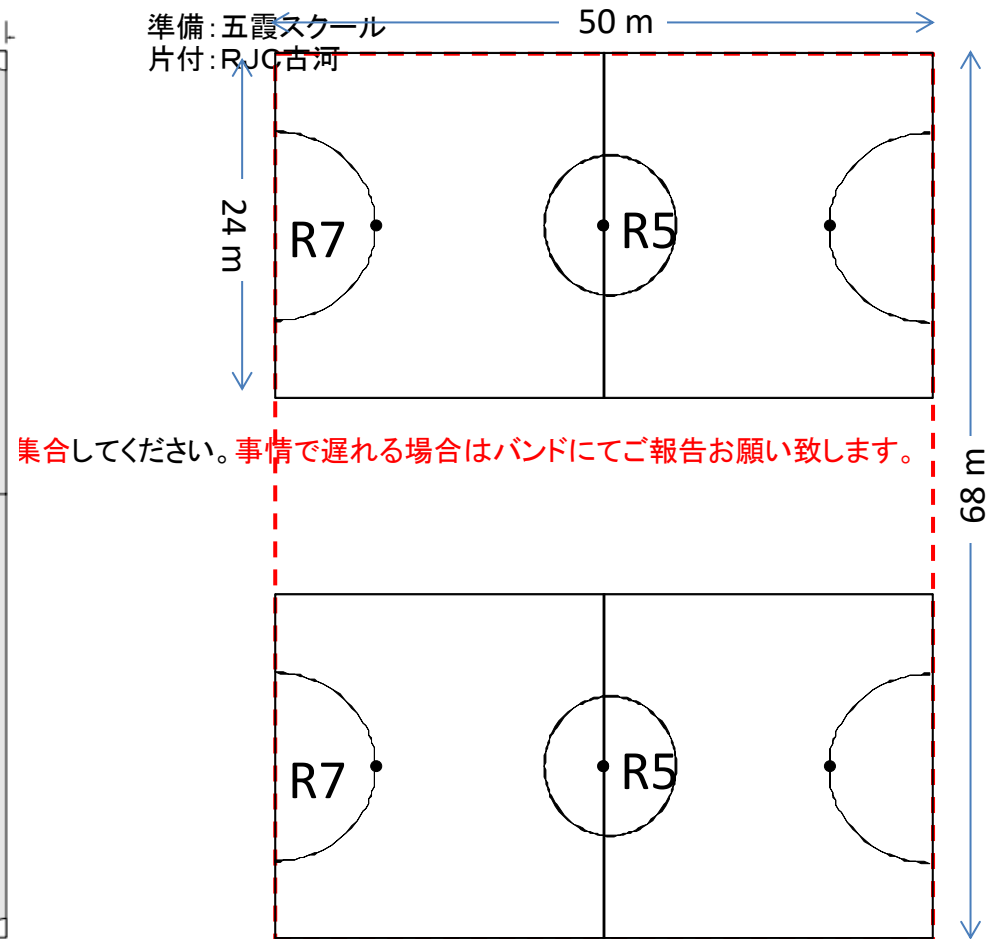 準備：五霞スクール
片付：RJC古河
50 m
24 m
R7
R5
集合してください。事情で遅れる場合はバンドにてご報告お願い致します。
68 m
R7
R5